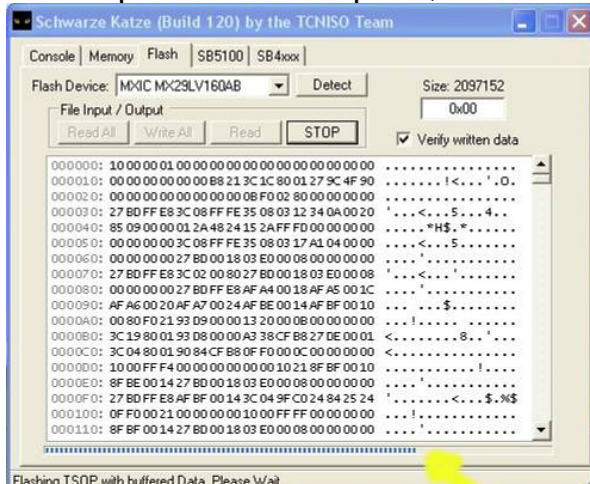 Schwarze Katze (Build 120) by the TCNISO Team
Console Memory Flash SB5100 SB4xxx
Flash Device: MXIC MX29LV160AB Detect Size: 2097152
File Input / Output 0x00
Read All Write All Read STOP Verify written data
000000: 10 00 00 01 00 00 00 00 00 00 00 00 00 00 00 00 ................
000010: 00 00 00 00 00 00 B8 21 3C 1C 80 01 27 9C 4F 90 .......!<...'.O.
000020: 00 00 00 00 00 00 00 00 0B F0 02 80 00 00 00 00 ................
000030: 27 BD FF E8 3C 08 FF FE 35 08 03 12 34 0A 00 20 '...<...5...4..
000040: 85 09 00 00 01 2A 48 24 15 2A FF FD 00 00 00 00 .....*H$.*......
000050: 00 00 00 00 3C 08 FF FE 35 08 03 17 A1 04 00 00 ....<...5.......
000060: 00 00 00 00 27 BD 00 18 03 E0 00 08 00 00 00 00 ....'...........
000070: 27 BD FF E8 3C 02 00 80 27 BD 00 18 03 E0 00 08 '...<...'.......
000080: 00 00 00 00 27 BD FF E8 AF A4 00 18 AF A5 00 1C ....'...........
000090: AF A6 00 20 AF A7 00 24 AF BE 00 14 AF BF 00 10 ... ...$........
0000A0: 00 80 F0 21 93 D9 00 00 13 20 00 0B 00 00 00 00 ...!..... ......
0000B0: 3C 19 80 01 93 D8 00 00 A3 38 CF B8 27 DE 00 01 <........8..'...
0000C0: 3C 04 80 01 90 84 CF B8 0F F0 00 0C 00 00 00 00 <...............
0000D0: 10 00 FF F4 00 00 00 00 00 00 10 21 8F BF 00 10 ...........!....
0000E0: 8F BE 00 14 27 BD 00 18 03 E0 00 08 00 00 00 00 ....'...........
0000F0: 27 BD FF E8 AF BF 00 14 3C 04 9F C0 24 84 25 24 '.......<...$.%$
000100: 0F F0 00 21 00 00 00 00 10 00 FF FF 00 00 00 00 ...!............
000110: 8F BF 00 14 27 BD 00 18 03 E0 00 08 00 00 00 00 ....'...........
Flashing TSOP with buffered Data, Please Wait